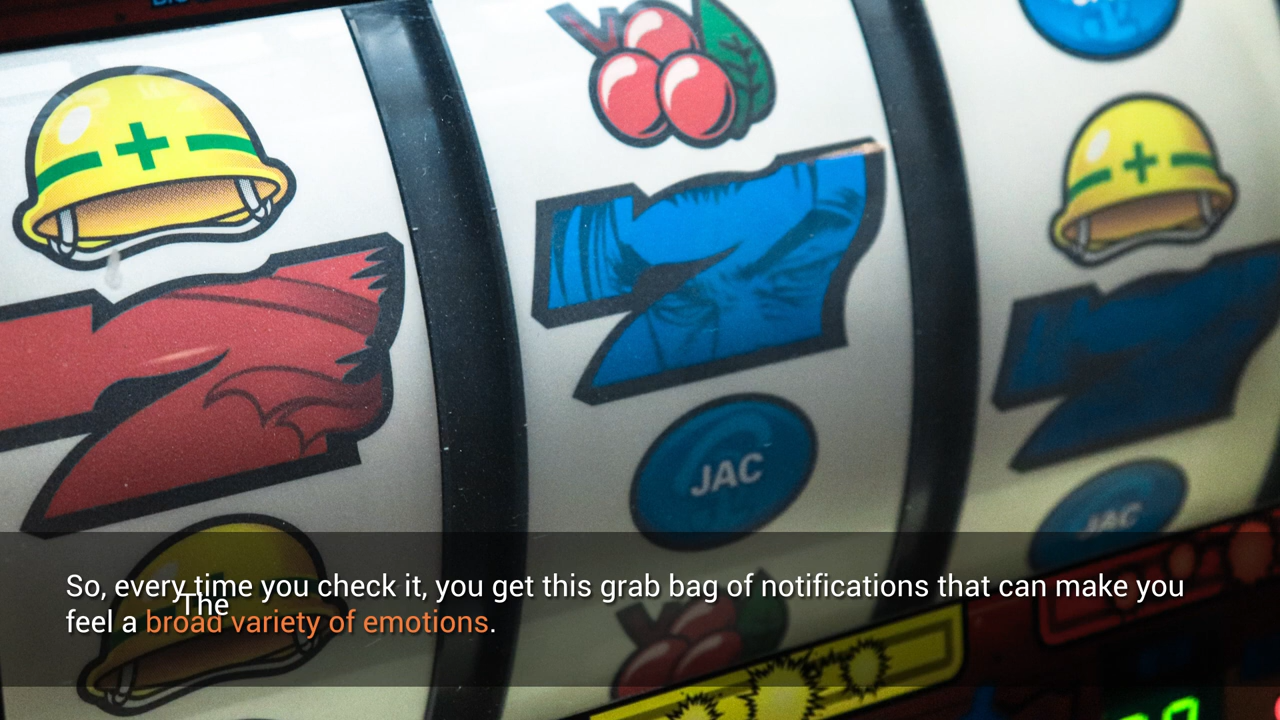 JAC
JAC
So, every time you check it, you get this grab bag of notifications that can make you
The
feel a broad variety of emotions.